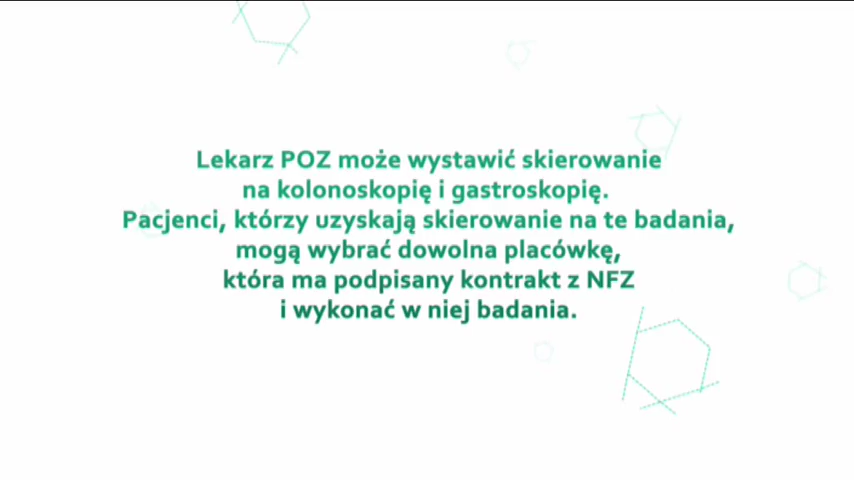 Lekarz POZ może wystawić skierowanie
na kolonoskopię i gastroskopię.
Pacjenci, którzy uzyskają skierowanie na te badania,
mogą wybrać dowolna placówkę,
która ma podpisany kontrakt z NFZ
i wykonać w niej badania.